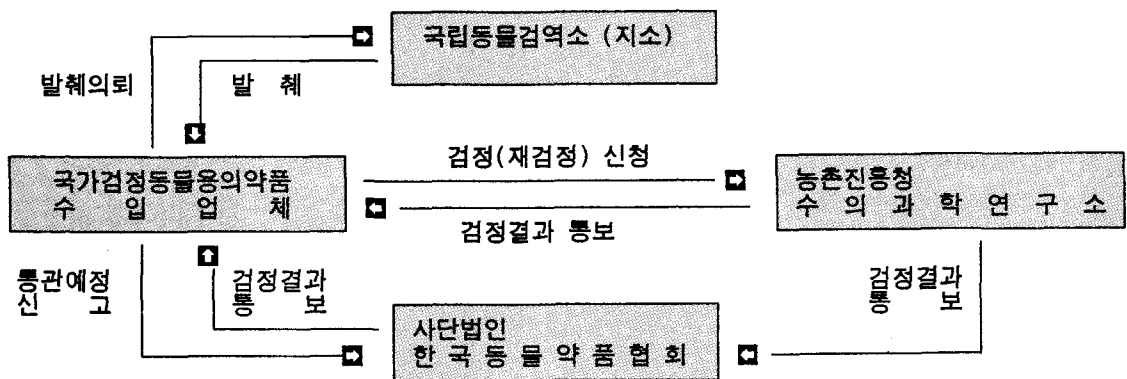 국립동물검역소 (지소)
발췌의뢰
발 췌
검정(재검정) 신청
국가검정동물용의약품
수 입 업 체
농촌진흥청
수 의 과 학 연 구 소
검정결과 통보
통관예정
신 고
검정결과
통 보
검정결과
통 보
사단법인
한 국 동 물 약 품 협 회